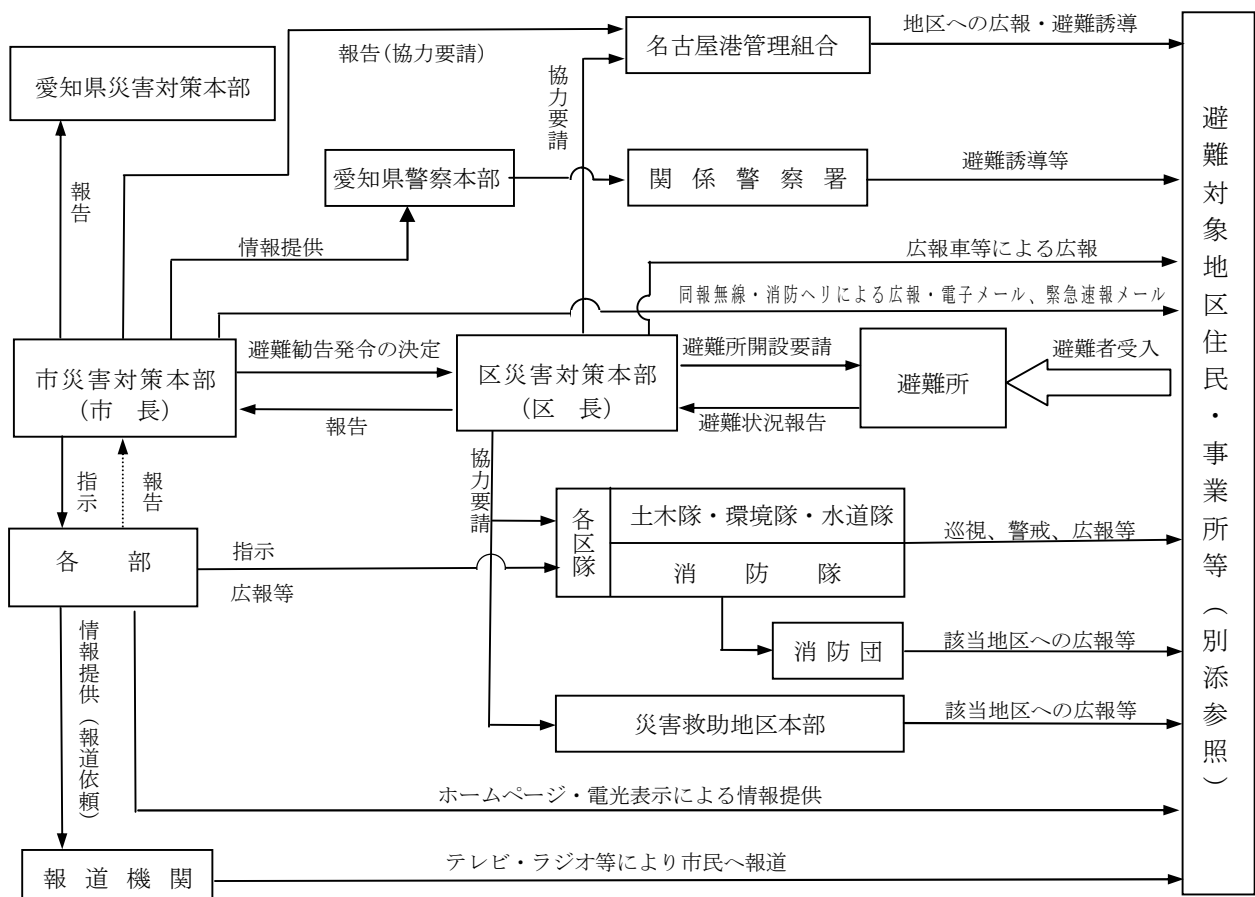 地区への広報・避難誘導
名古屋港管理組合
報告(協力要請)
愛知県災害対策本部
協力要請
避難対象地区住民・事業所等（別添参照）
避難誘導等
愛知県警察本部
関係警察署
報告
情報提供
広報車等による広報
同報無線・消防ヘリによる広報・電子メール、緊急速報メール
避難勧告発令の決定
避難所開設要請
避難者受入
市災害対策本部
（市　長）
区災害対策本部
（区　長）
避難所
報告
避難状況報告
指示
報告
協力要請
各区隊
土木隊・環境隊・水道隊
巡視、警戒、広報等
各　部
指示
広報等
消　防　隊
情報提供（報道依頼）
消防団
該当地区への広報等
災害救助地区本部
該当地区への広報等
ホームページ・電光表示による情報提供
報道機関
テレビ・ラジオ等により市民へ報道